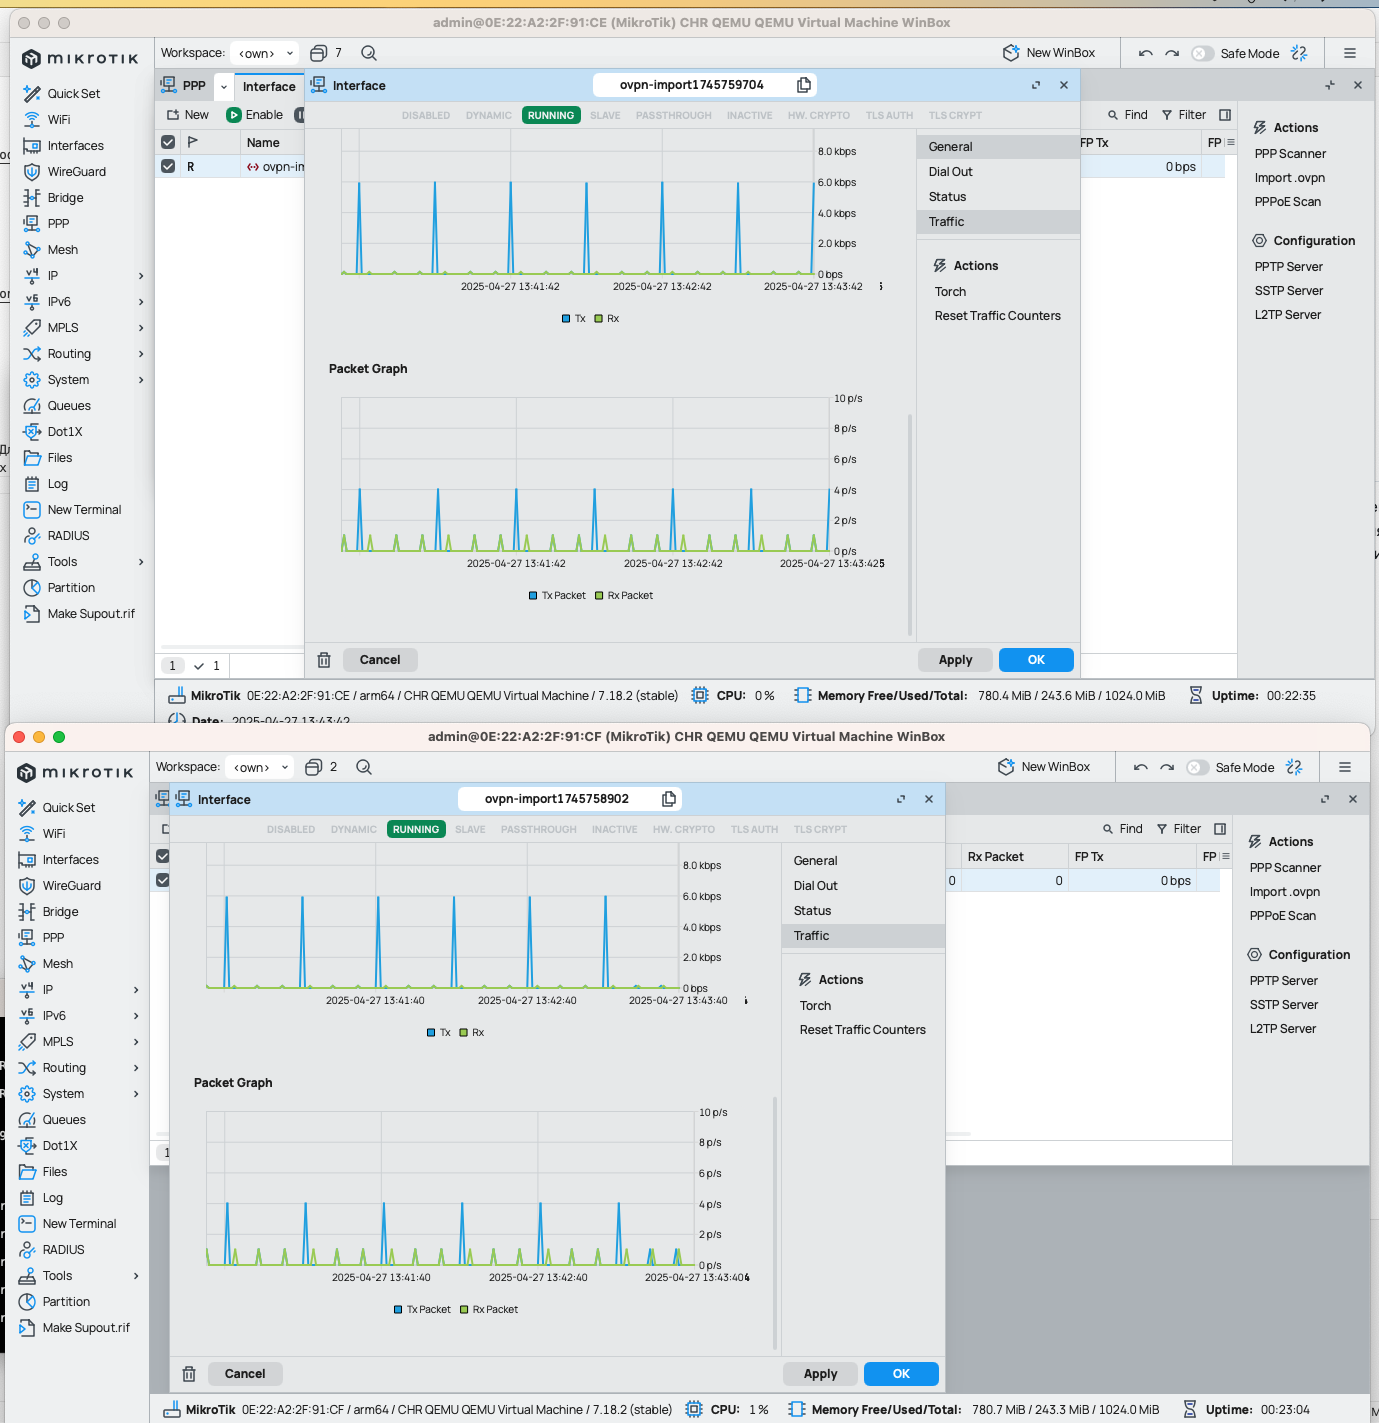 admin@0E:22:A2:2F:91:CE (MikroTik) CHR QEMU QEMU Virtual Machine WinBox
MIKROTIK
Workspace: <own> 7 New WinBox Safe Mode
PPP Interface
Interface ovpn-import1745759704
DISABLED DYNAMIC RUNNING SLAVE PASSTHROUGH INACTIVE HW. CRYPTO TLS AUTH TLS CRYPT
New Enable Find Filter
Name FP Tx FP
R ovpn-im 0 bps
Quick Set
WiFi
Interfaces
WireGuard
Bridge
PPP
Mesh
IP
IPv6
MPLS
Routing
System
Queues
Dot1X
Files
Log
New Terminal
RADIUS
Tools
Partition
Make Supout.rif
8.0 kbps
6.0 kbps
4.0 kbps
2.0 kbps
0 bps
2025-04-27 13:41:42 2025-04-27 13:42:42 2025-04-27 13:43:42
Tx Rx
Packet Graph
10 p/s
8 p/s
6 p/s
4 p/s
2 p/s
0 p/s
2025-04-27 13:41:42 2025-04-27 13:42:42 2025-04-27 13:43:42
Tx Packet Rx Packet
General
Dial Out
Status
Traffic
Actions
Torch
Reset Traffic Counters
Actions
PPP Scanner
Import .ovpn
PPPoE Scan
Configuration
PPTP Server
SSTP Server
L2TP Server
Cancel Apply OK
1 1
MikroTik 0E:22:A2:2F:91:CE / arm64 / CHR QEMU QEMU Virtual Machine / 7.18.2 (stable) CPU: 0 % Memory Free/Used/Total: 780.4 MiB / 243.6 MiB / 1024.0 MiB Uptime: 00:22:35
Date: 2025-04-27 13:43:42
admin@0E:22:A2:2F:91:CF (MikroTik) CHR QEMU QEMU Virtual Machine WinBox
MIKROTIK
Workspace: <own> 2 New WinBox Safe Mode
Interface ovpn-import1745758902
DISABLED DYNAMIC RUNNING SLAVE PASSTHROUGH INACTIVE HW. CRYPTO TLS AUTH TLS CRYPT
Find Filter
Rx Packet FP Tx FP
0 0 0 bps
Quick Set
WiFi
Interfaces
WireGuard
Bridge
PPP
Mesh
IP
IPv6
MPLS
Routing
System
Queues
Dot1X
Files
Log
New Terminal
RADIUS
Tools
Partition
Make Supout.rif
8.0 kbps
6.0 kbps
4.0 kbps
2.0 kbps
0 bps
2025-04-27 13:41:40 2025-04-27 13:42:40 2025-04-27 13:43:40
Tx Rx
Packet Graph
10 p/s
8 p/s
6 p/s
4 p/s
2 p/s
0 p/s
2025-04-27 13:41:40 2025-04-27 13:42:40 2025-04-27 13:43:40
Tx Packet Rx Packet
General
Dial Out
Status
Traffic
Actions
Torch
Reset Traffic Counters
Actions
PPP Scanner
Import .ovpn
PPPoE Scan
Configuration
PPTP Server
SSTP Server
L2TP Server
1
Cancel Apply OK
MikroTik 0E:22:A2:2F:91:CF / arm64 / CHR QEMU QEMU Virtual Machine / 7.18.2 (stable) CPU: 1 % Memory Free/Used/Total: 780.7 MiB / 243.3 MiB / 1024.0 MiB Uptime: 00:23:04